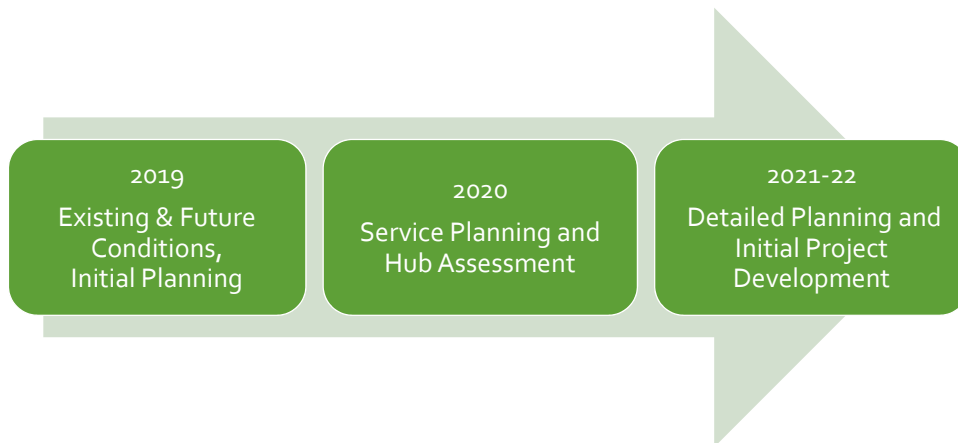 2019
Existing & Future
Conditions,
Initial Planning
2020
Service Planning and
Hub Assessment
2021-22
Detailed Planning and
Initial Project
Development